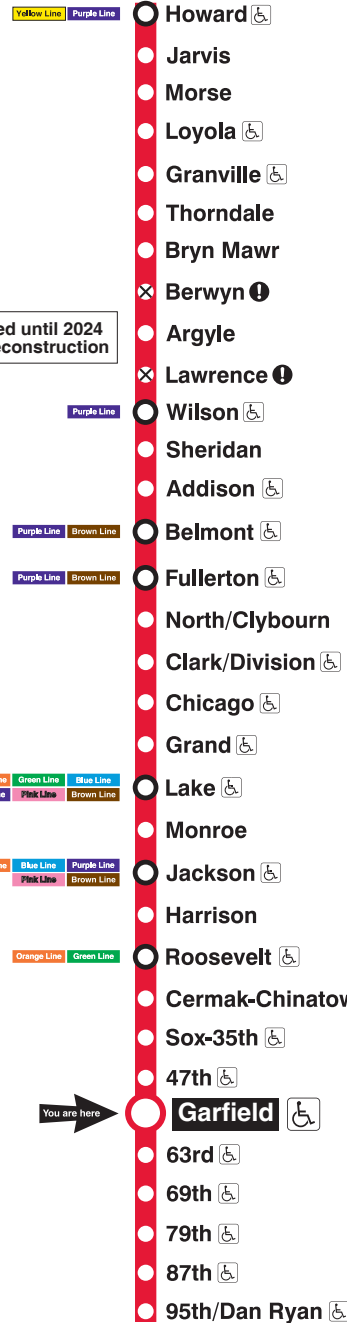 Yellow Line Purple Line Howard
Jarvis
Morse
Loyola
Granville
Thorndale
Bryn Mawr
Berwyn !
until 2024
Argyle
Lawrence !
Purple Line Wilson
Sheridan
Addison
Purple Line Brown Line Belmont
Purple Line Brown Line Fullerton
North/Clybourn
Clark/Division
Chicago
Grand
Green Line Blue Line
Pink Line Brown Line
Lake
Monroe
Blue Line Purple Line
Pink Line Brown Line
Jackson
Harrison
Orange Line Green Line Roosevelt
Cermak-Chinatow
Sox-35th
47th
You are here Garfield
63rd
69th
79th
87th
95th/Dan Ryan